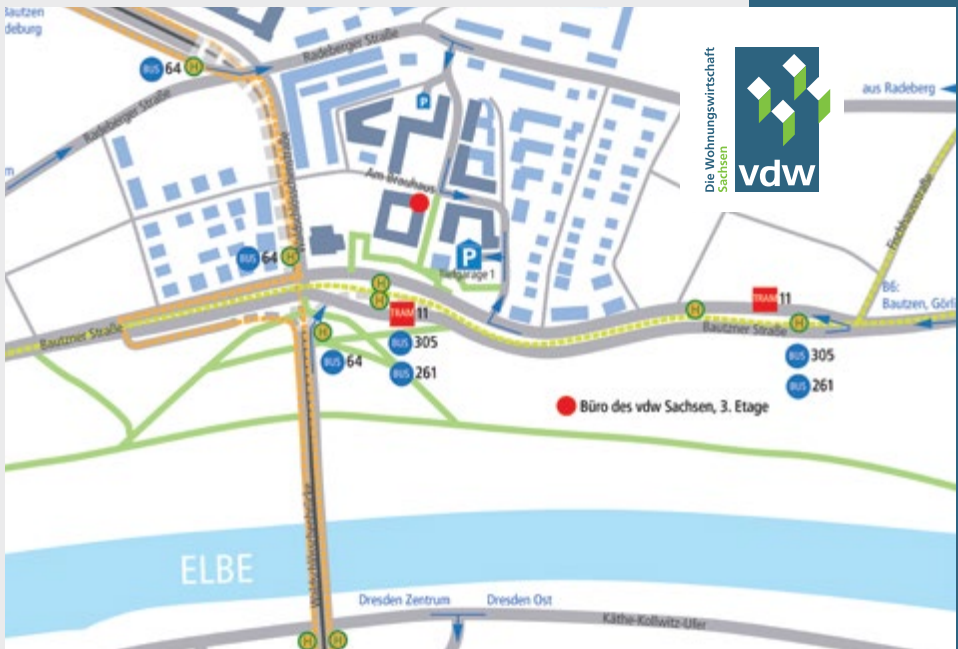 Bautzen
deburg
BUS 64 H
Radeberger Straße
Radeberger Straße
m
P
Am Brauhaus
BUS 64 H
P
Tiefgarage 1
H
H
TRAM 11
BUS 305
BUS 261
H
BUS 64
Bautzner Straße
H
TRAM 11
H
Bautzner Straße
BUS 305
BUS 261
B6:
Bautzen, Görli
Fischhausstraße
aus Radeberg
Die Wohnungswirtschaft
Sachsen
vdw
Büro des vdw Sachsen, 3. Etage
Waldschlösschenbrücke
ELBE
Dresden Zentrum
Dresden Ost
Käthe-Kollwitz-Ufer
H
H